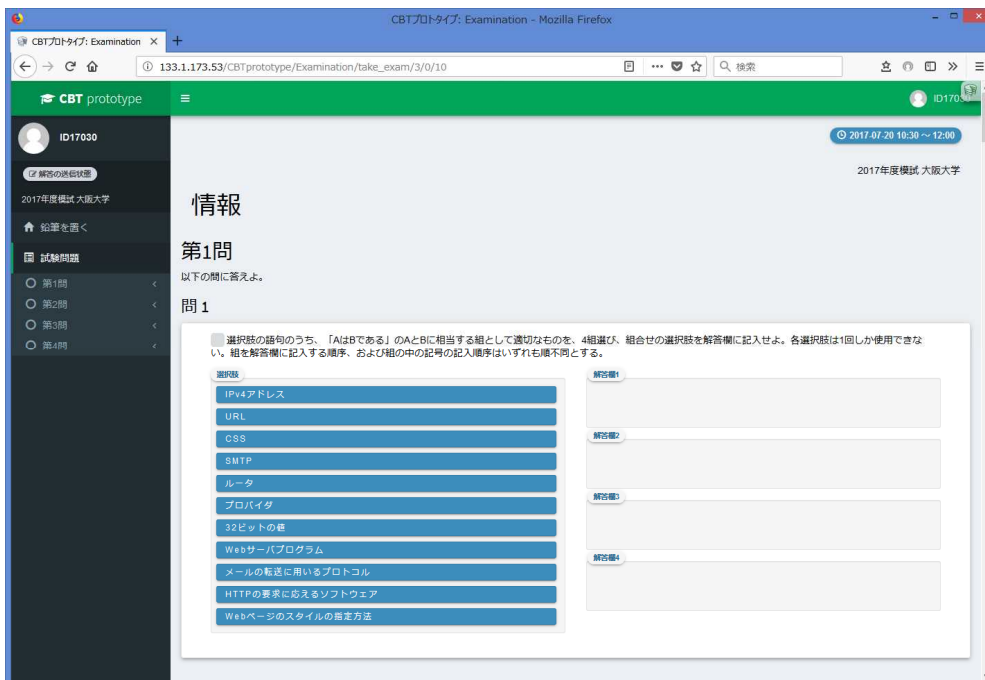 CBTプロトタイプ: Examination - Mozilla Firefox
CBTプロトタイプ: Examination
133.1.173.53/CBTprototype/Examination/take_exam/3/0/10
検索
CBT prototype
ID17030
ID17030
解答の送信状態
2017年度模試 大阪大学
鉛筆を置く
試験問題
第1問
第2問
第3問
第4問
2017-07-20 10:30 ～ 12:00
2017年度模試 大阪大学
情報
第1問
以下の問に答えよ。
問 1
選択肢の語句のうち、「AはBである」のAとBに相当する組として適切なものを、4組選び、組合せの選択肢を解答欄に記入せよ。各選択肢は1回しか使用できな
い。組を解答欄に記入する順序、および組の中の記号の記入順序はいずれも順不同とする。
選択肢
IPv4アドレス
URL
CSS
SMTP
ルータ
プロバイダ
32ビットの値
Webサーバプログラム
メールの転送に用いるプロトコル
HTTPの要求に応えるソフトウェア
Webページのスタイルの指定方法
解答欄1
解答欄2
解答欄3
解答欄4